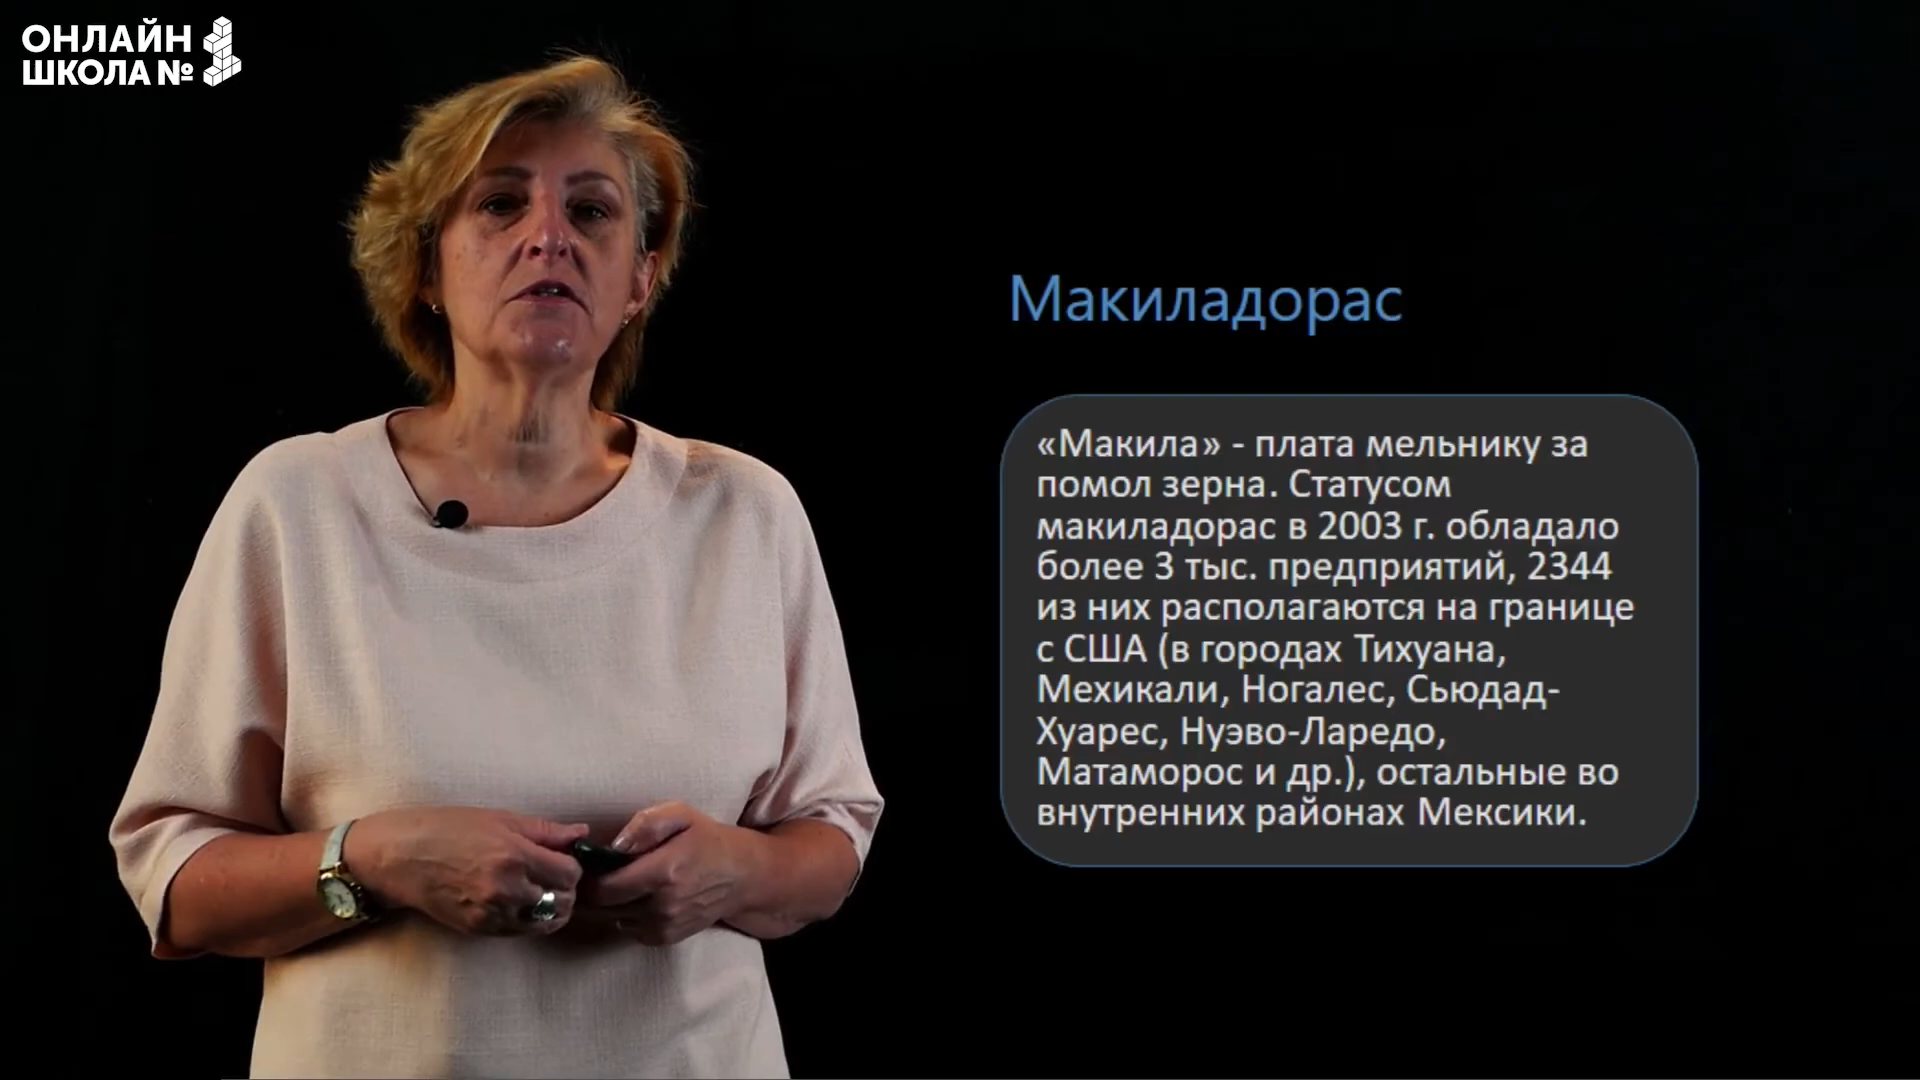 ОНЛАЙН
ШКОЛА №
Макиладорас
«Макила» - плата мельнику за
помол зерна. Статусом
макиладорас в 2003 г. обладало
более 3 тыс. предприятий, 2344
из них располагаются на границе
с США (в городах Тихуана,
Мехикали, Ногалес, Сьюдад-
Хуарес, Нуэво-Ларедо,
Матаморос и др.), остальные во
внутренних районах Мексики.